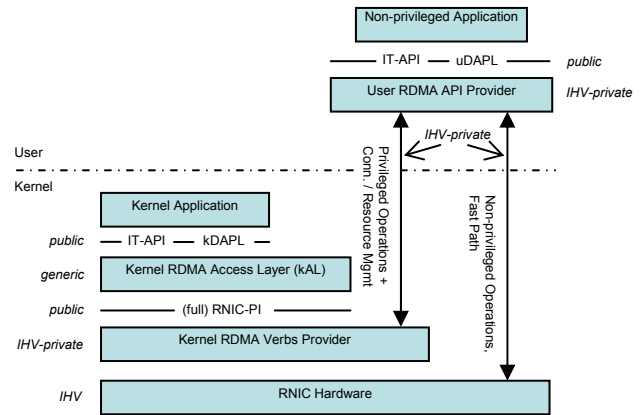 Non-privileged Application
IT-API uDAPL public
User RDMA API Provider IHV-private
IHV-private
User
Kernel
Privileged Operations +
Conn. / Resource Mgmt
Non-privileged Operations,
Fast Path
Kernel Application
public IT-API kDAPL
generic Kernel RDMA Access Layer (kAL)
public (full) RNIC-PI
IHV-private Kernel RDMA Verbs Provider
IHV RNIC Hardware